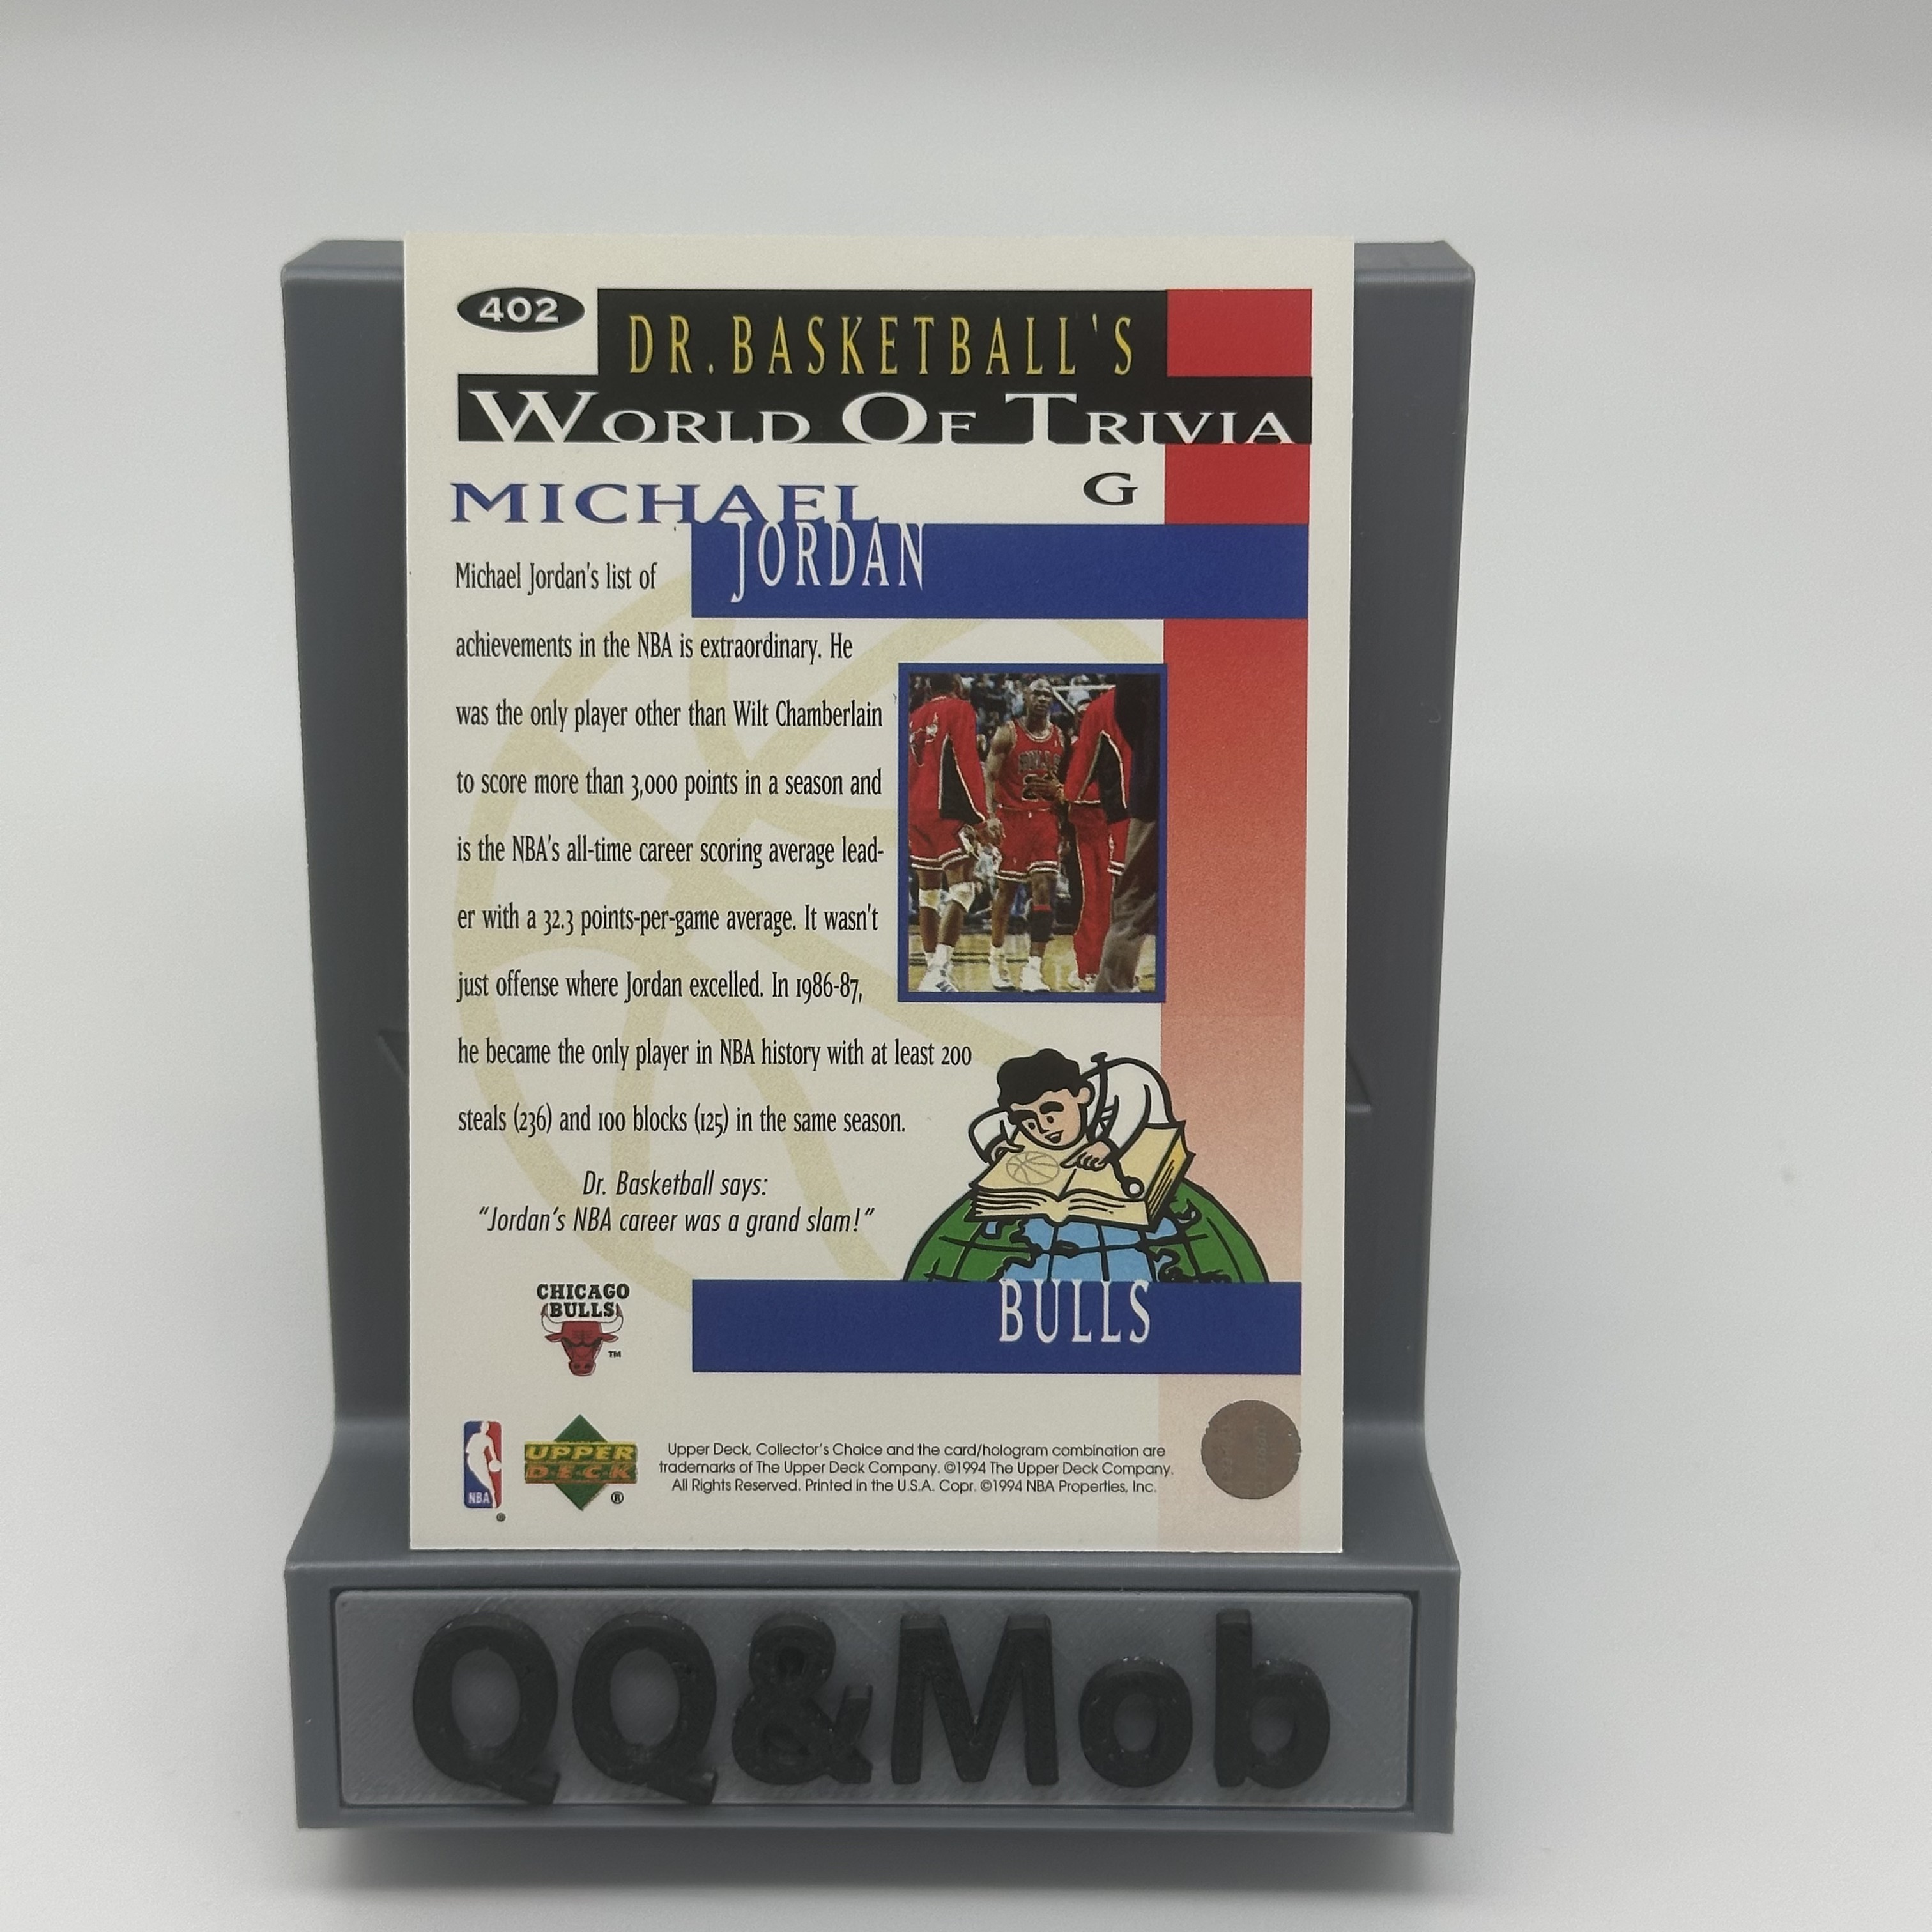 402
DR.BASKETBALL'S
WORLD OF TRIVIA
MICHAEL
G
JORDAN
Michael Jordan's list of
achievements in the NBA is extraordinary. He
was the only player other than Wilt Chamberlain
to score more than 3,000 points in a season and
is the NBA's all-time career scoring average lead-
er with a 32.3 points-per-game average. It wasn't
just offense where Jordan excelled. In 1986-87,
he became the only player in NBA history with at least 200
steals (236) and 100 blocks (125) in the same season.
Dr. Basketball says:
“Jordan's NBA career was a grand slam!”
CHICAGO
BULLS
TM
BULLS
NBA
®
UPPER
DECK
®
Upper Deck, Collector's Choice and the card/hologram combination are
trademarks of The Upper Deck Company. ©1994 The Upper Deck Company.
All Rights Reserved. Printed in the U.S.A. Copr. ©1994 NBA Properties, Inc.
QQ&Mob